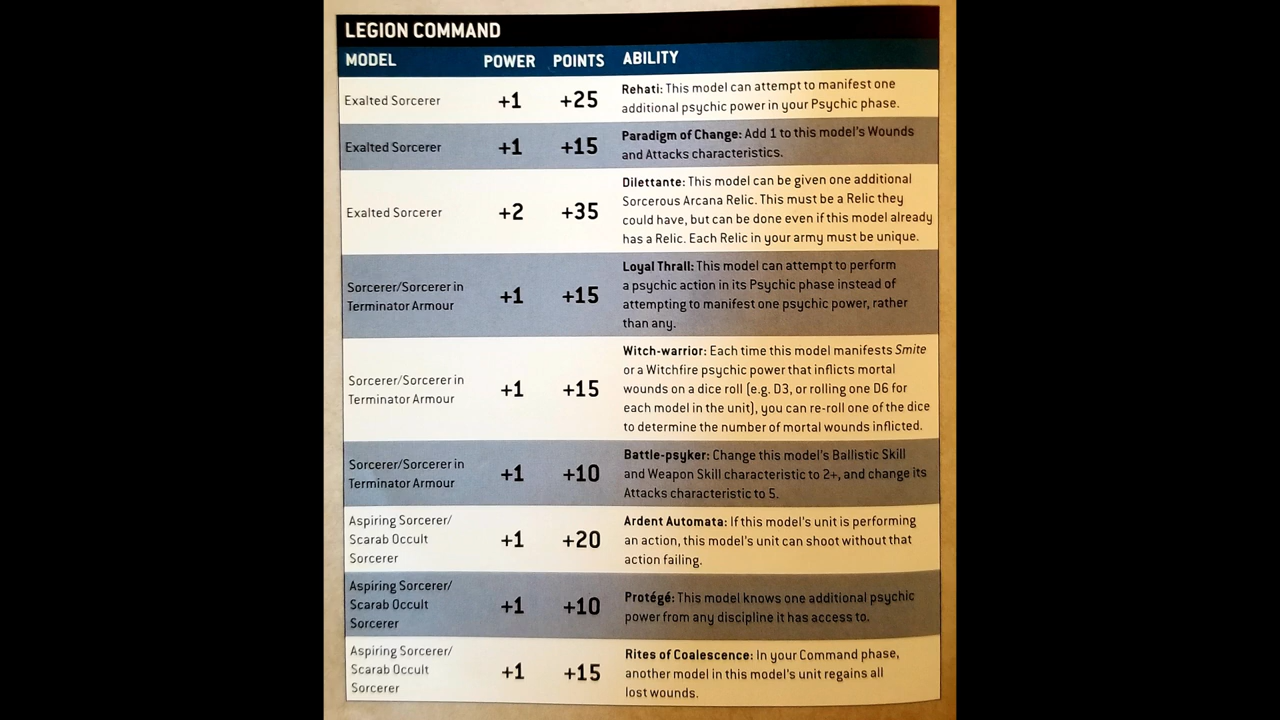 LEGION COMMAND
MODEL POWER POINTS ABILITY
Exalted Sorcerer +1 +25 Rehati: This model can attempt to manifest one
additional psychic power in your Psychic phase.
Exalted Sorcerer +1 +15 Paradigm of Change: Add 1 to this model's Wounds
and Attacks characteristics.
Exalted Sorcerer +2 +35 Dilettante: This model can be given one additional
Sorcerous Arcana Relic. This must be a Relic they
could have, but can be done even if this model already
has a Relic. Each Relic in your army must be unique.
Sorcerer/Sorcerer in
Terminator Armour +1 +15 Loyal Thrall: This model can attempt to perform
a psychic action in its Psychic phase instead of
attempting to manifest one psychic power, rather
than any.
Sorcerer/Sorcerer in
Terminator Armour +1 +15 Witch-warrior: Each time this model manifests Smite
or a Witchfire psychic power that inflicts mortal
wounds on a dice roll (e.g. D3, or rolling one D6 for
each model in the unit), you can re-roll one of the dice
to determine the number of mortal wounds inflicted.
Sorcerer/Sorcerer in
Terminator Armour +1 +10 Battle-psyker: Change this model's Ballistic Skill
and Weapon Skill characteristic to 2+, and change its
Attacks characteristic to 5.
Aspiring Sorcerer/
Scarab Occult
Sorcerer +1 +20 Ardent Automata: If this model's unit is performing
an action, this model's unit can shoot without that
action failing.
Aspiring Sorcerer/
Scarab Occult
Sorcerer +1 +10 Protégé: This model knows one additional psychic
power from any discipline it has access to.
Aspiring Sorcerer/
Scarab Occult
Sorcerer +1 +15 Rites of Coalescence: In your Command phase,
another model in this model's unit regains all
lost wounds.